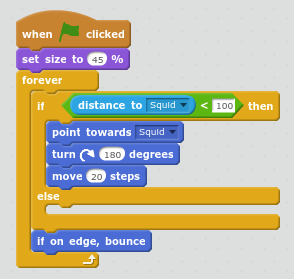 when clicked
set size to 45 %
forever
if distance to Squid < 100 then
point towards Squid
turn 180 degrees
move 20 steps
else
if on edge, bounce